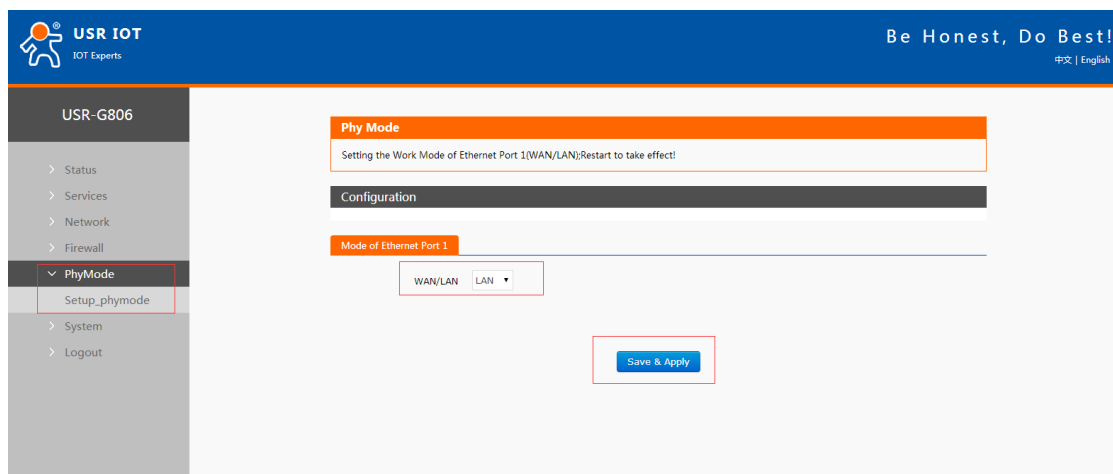 USR IOT
IOT Experts
®
Be Honest, Do Best!
中文 | English
USR-G806
Status
Services
Network
Firewall
PhyMode
Setup_phymode
System
Logout
Phy Mode
Setting the Work Mode of Ethernet Port 1(WAN/LAN);Restart to take effect!
Configuration
Mode of Ethernet Port 1
WAN/LAN LAN
Save & Apply